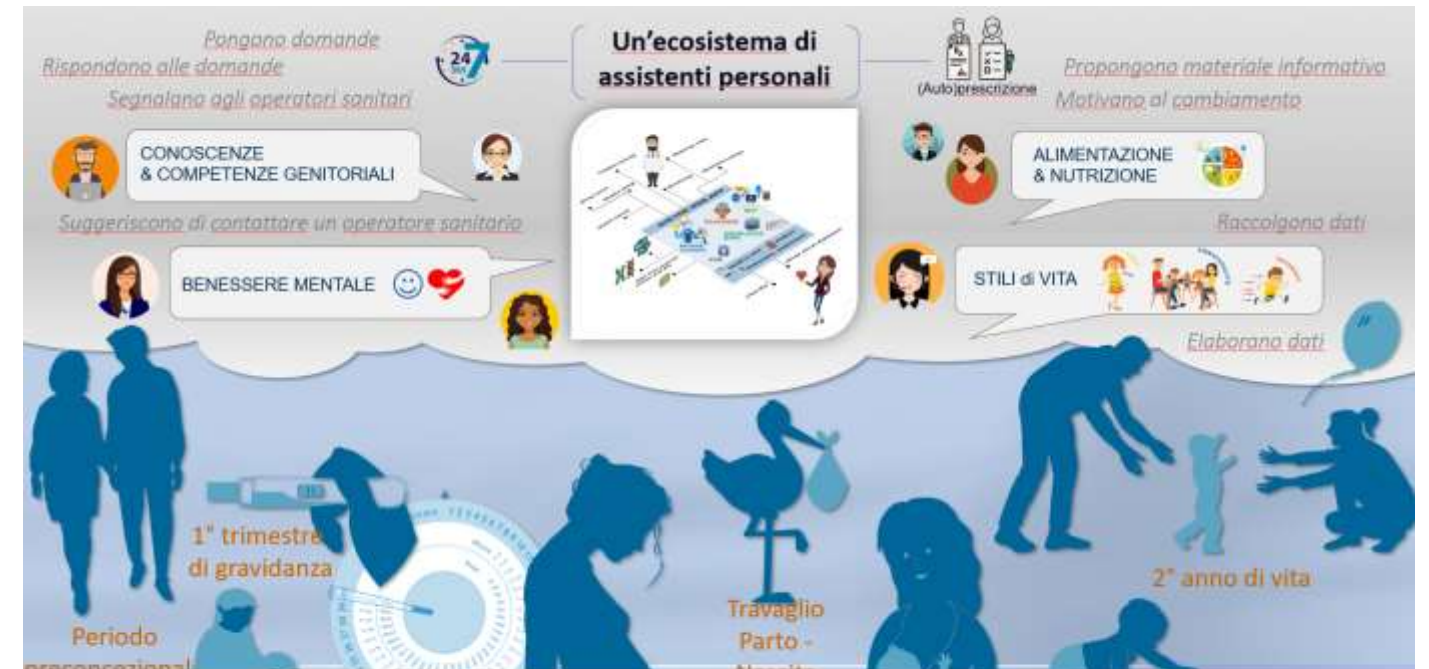 Pongono domande
Rispondono alle domande
Segnalano agli operatori sanitari
24
7
Un'ecosistema di
assistenti personali
(Auto)prescrizione
Propongono materiale informativo
Motivano al cambiamento
CONOSCENZE
& COMPETENZE GENITORIALI
ALIMENTAZIONE
& NUTRIZIONE
Suggeriscono di contattare un operatore sanitario
Raccolgono dati
BENESSERE MENTALE
STILI di VITA
Elaborano dati
1° trimestre
di gravidanza
2° anno di vita
Travaglio
Parto -
Periodo